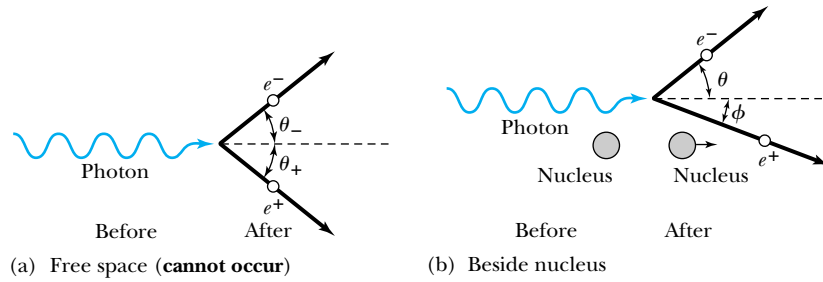 e−
θ−
θ+
Photon
e+
Before After
(a) Free space (cannot occur)
e−
θ
ϕ
Photon
e+
Nucleus Nucleus
Before After
(b) Beside nucleus